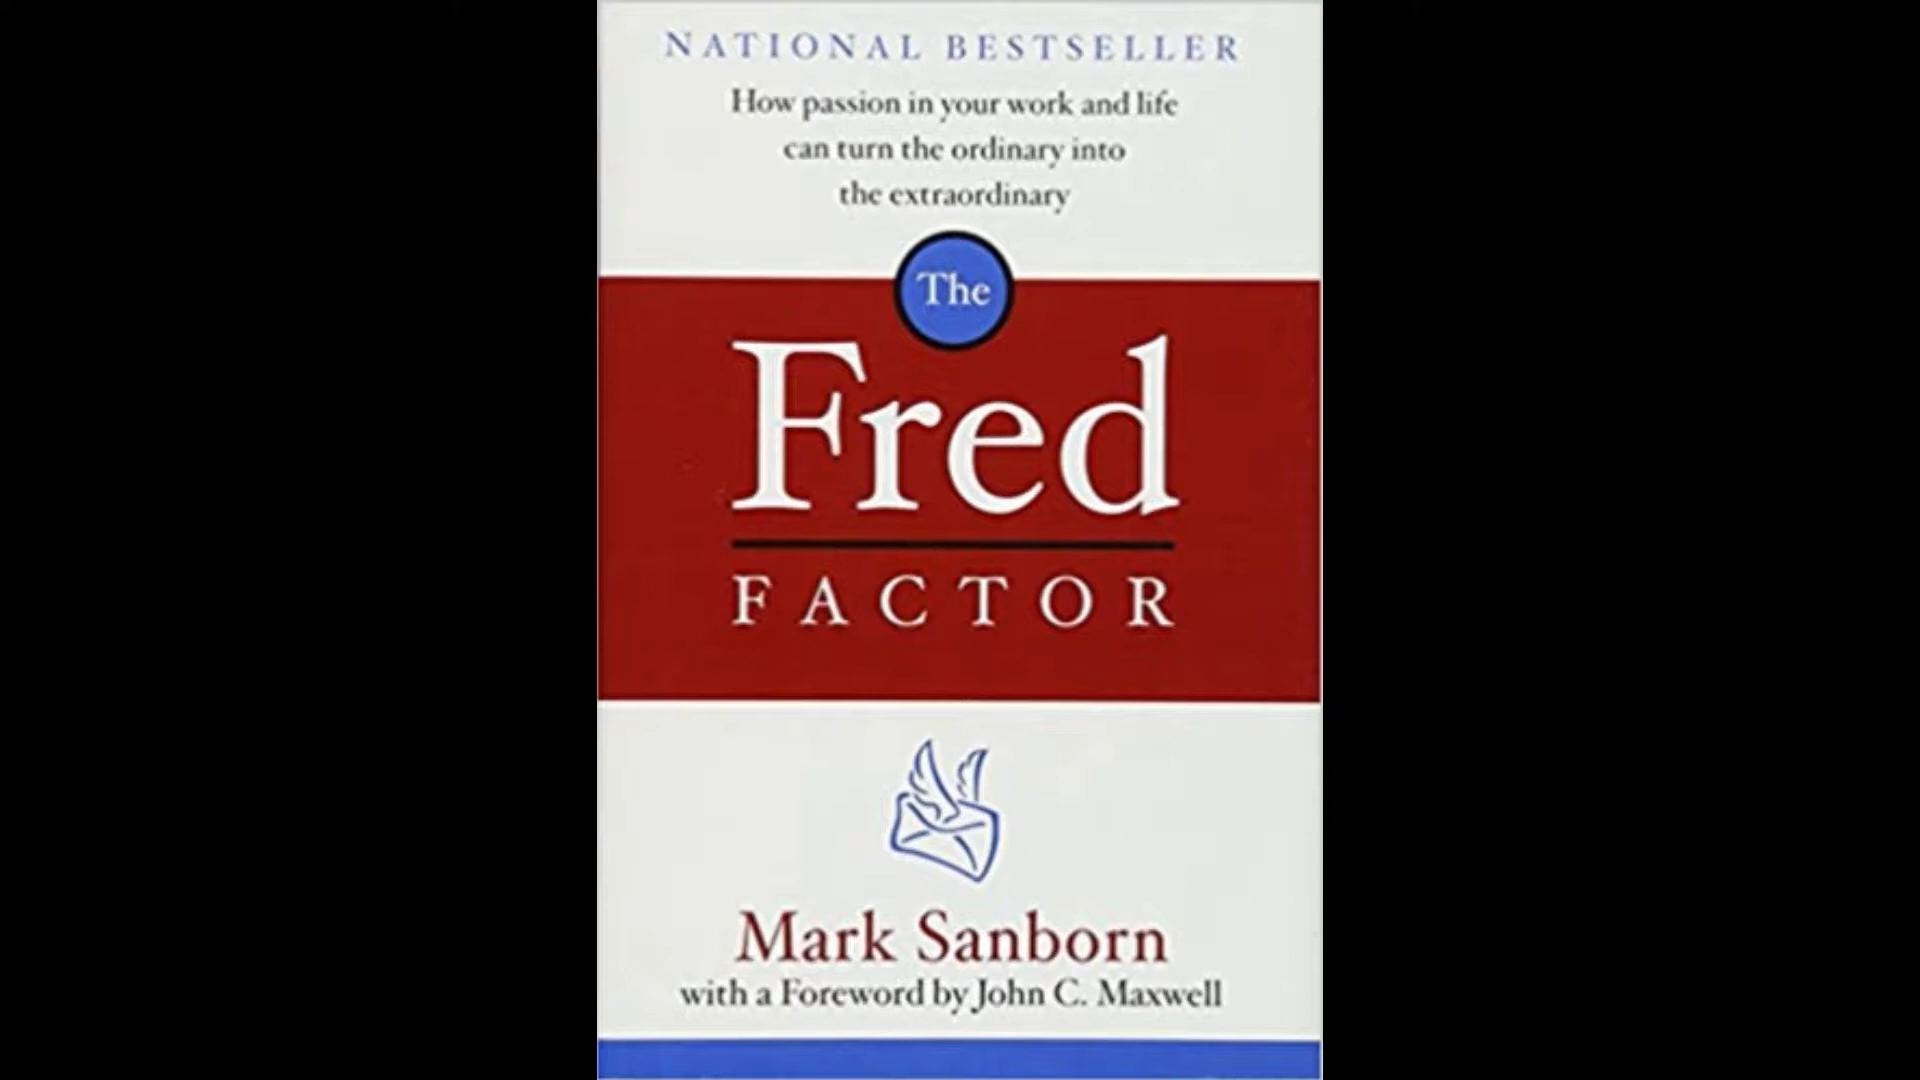 NATIONAL BESTSELLER
How passion in your work and life
can turn the ordinary into
the extraordinary
The
Fred
FACTOR
Mark Sanborn
with a Foreword by John C. Maxwell